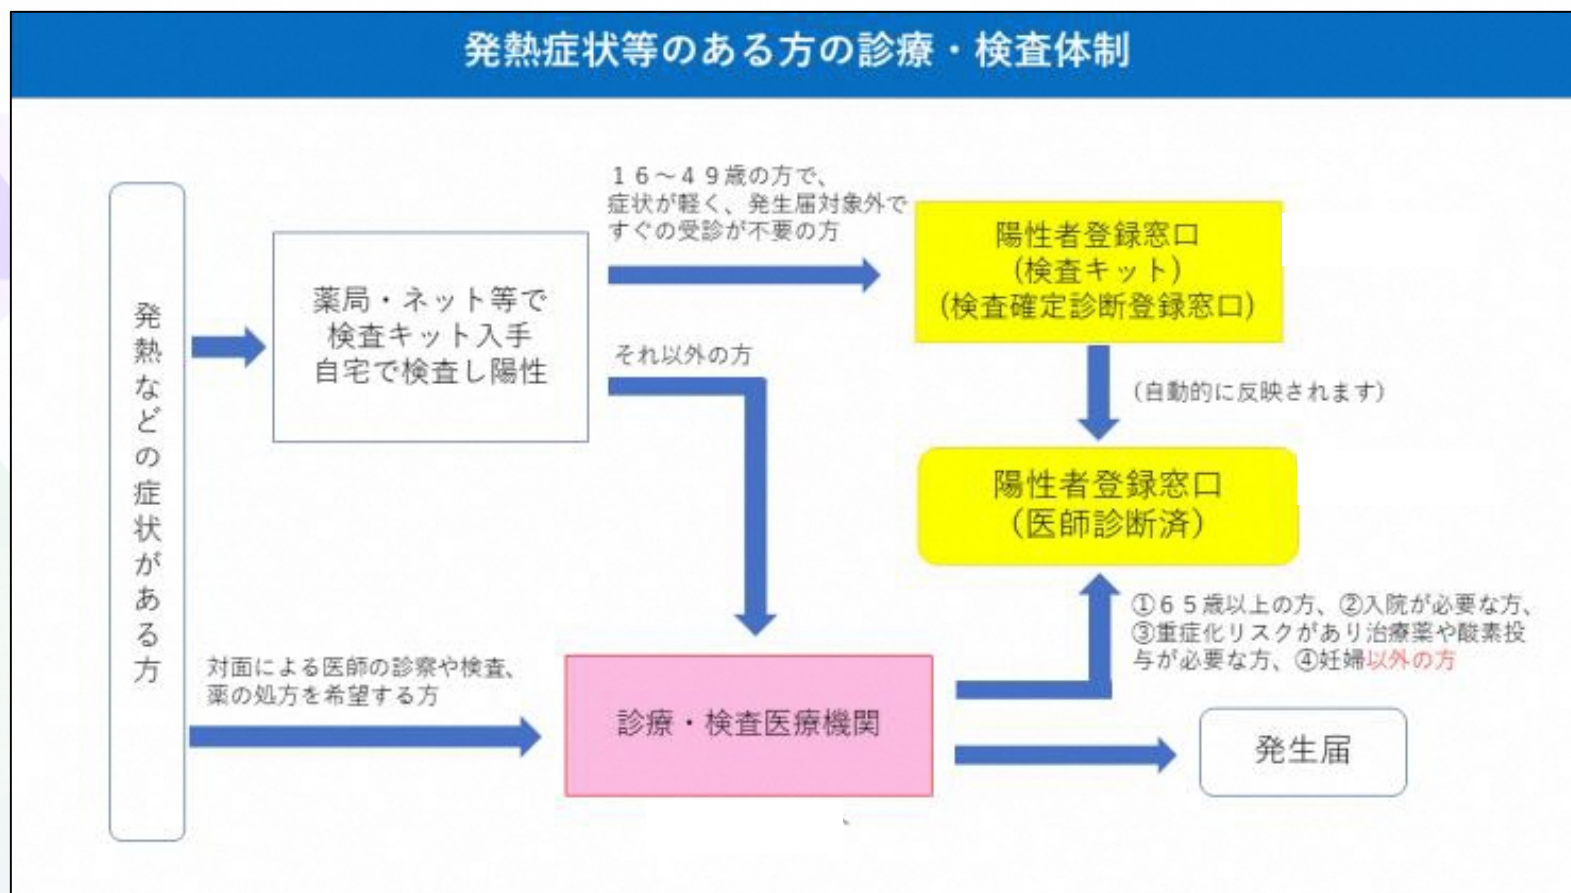 発熱症状等のある方の診療・検査体制
発熱などの症状がある方
薬局・ネット等で
検査キット入手
自宅で検査し陽性
16～49歳の方で、
症状が軽く、発生届対象外で
すぐの受診が不要の方
陽性者登録窓口
(検査キット)
(検査確定診断登録窓口)
それ以外の方
(自動的に反映されます)
陽性者登録窓口
(医師診断済)
①65歳以上の方、②入院が必要な方、
③重症化リスクがあり治療薬や酸素投
与が必要な方、④妊婦以外の方
対面による医師の診察や検査、
薬の処方を希望する方
診療・検査医療機関
発生届
、